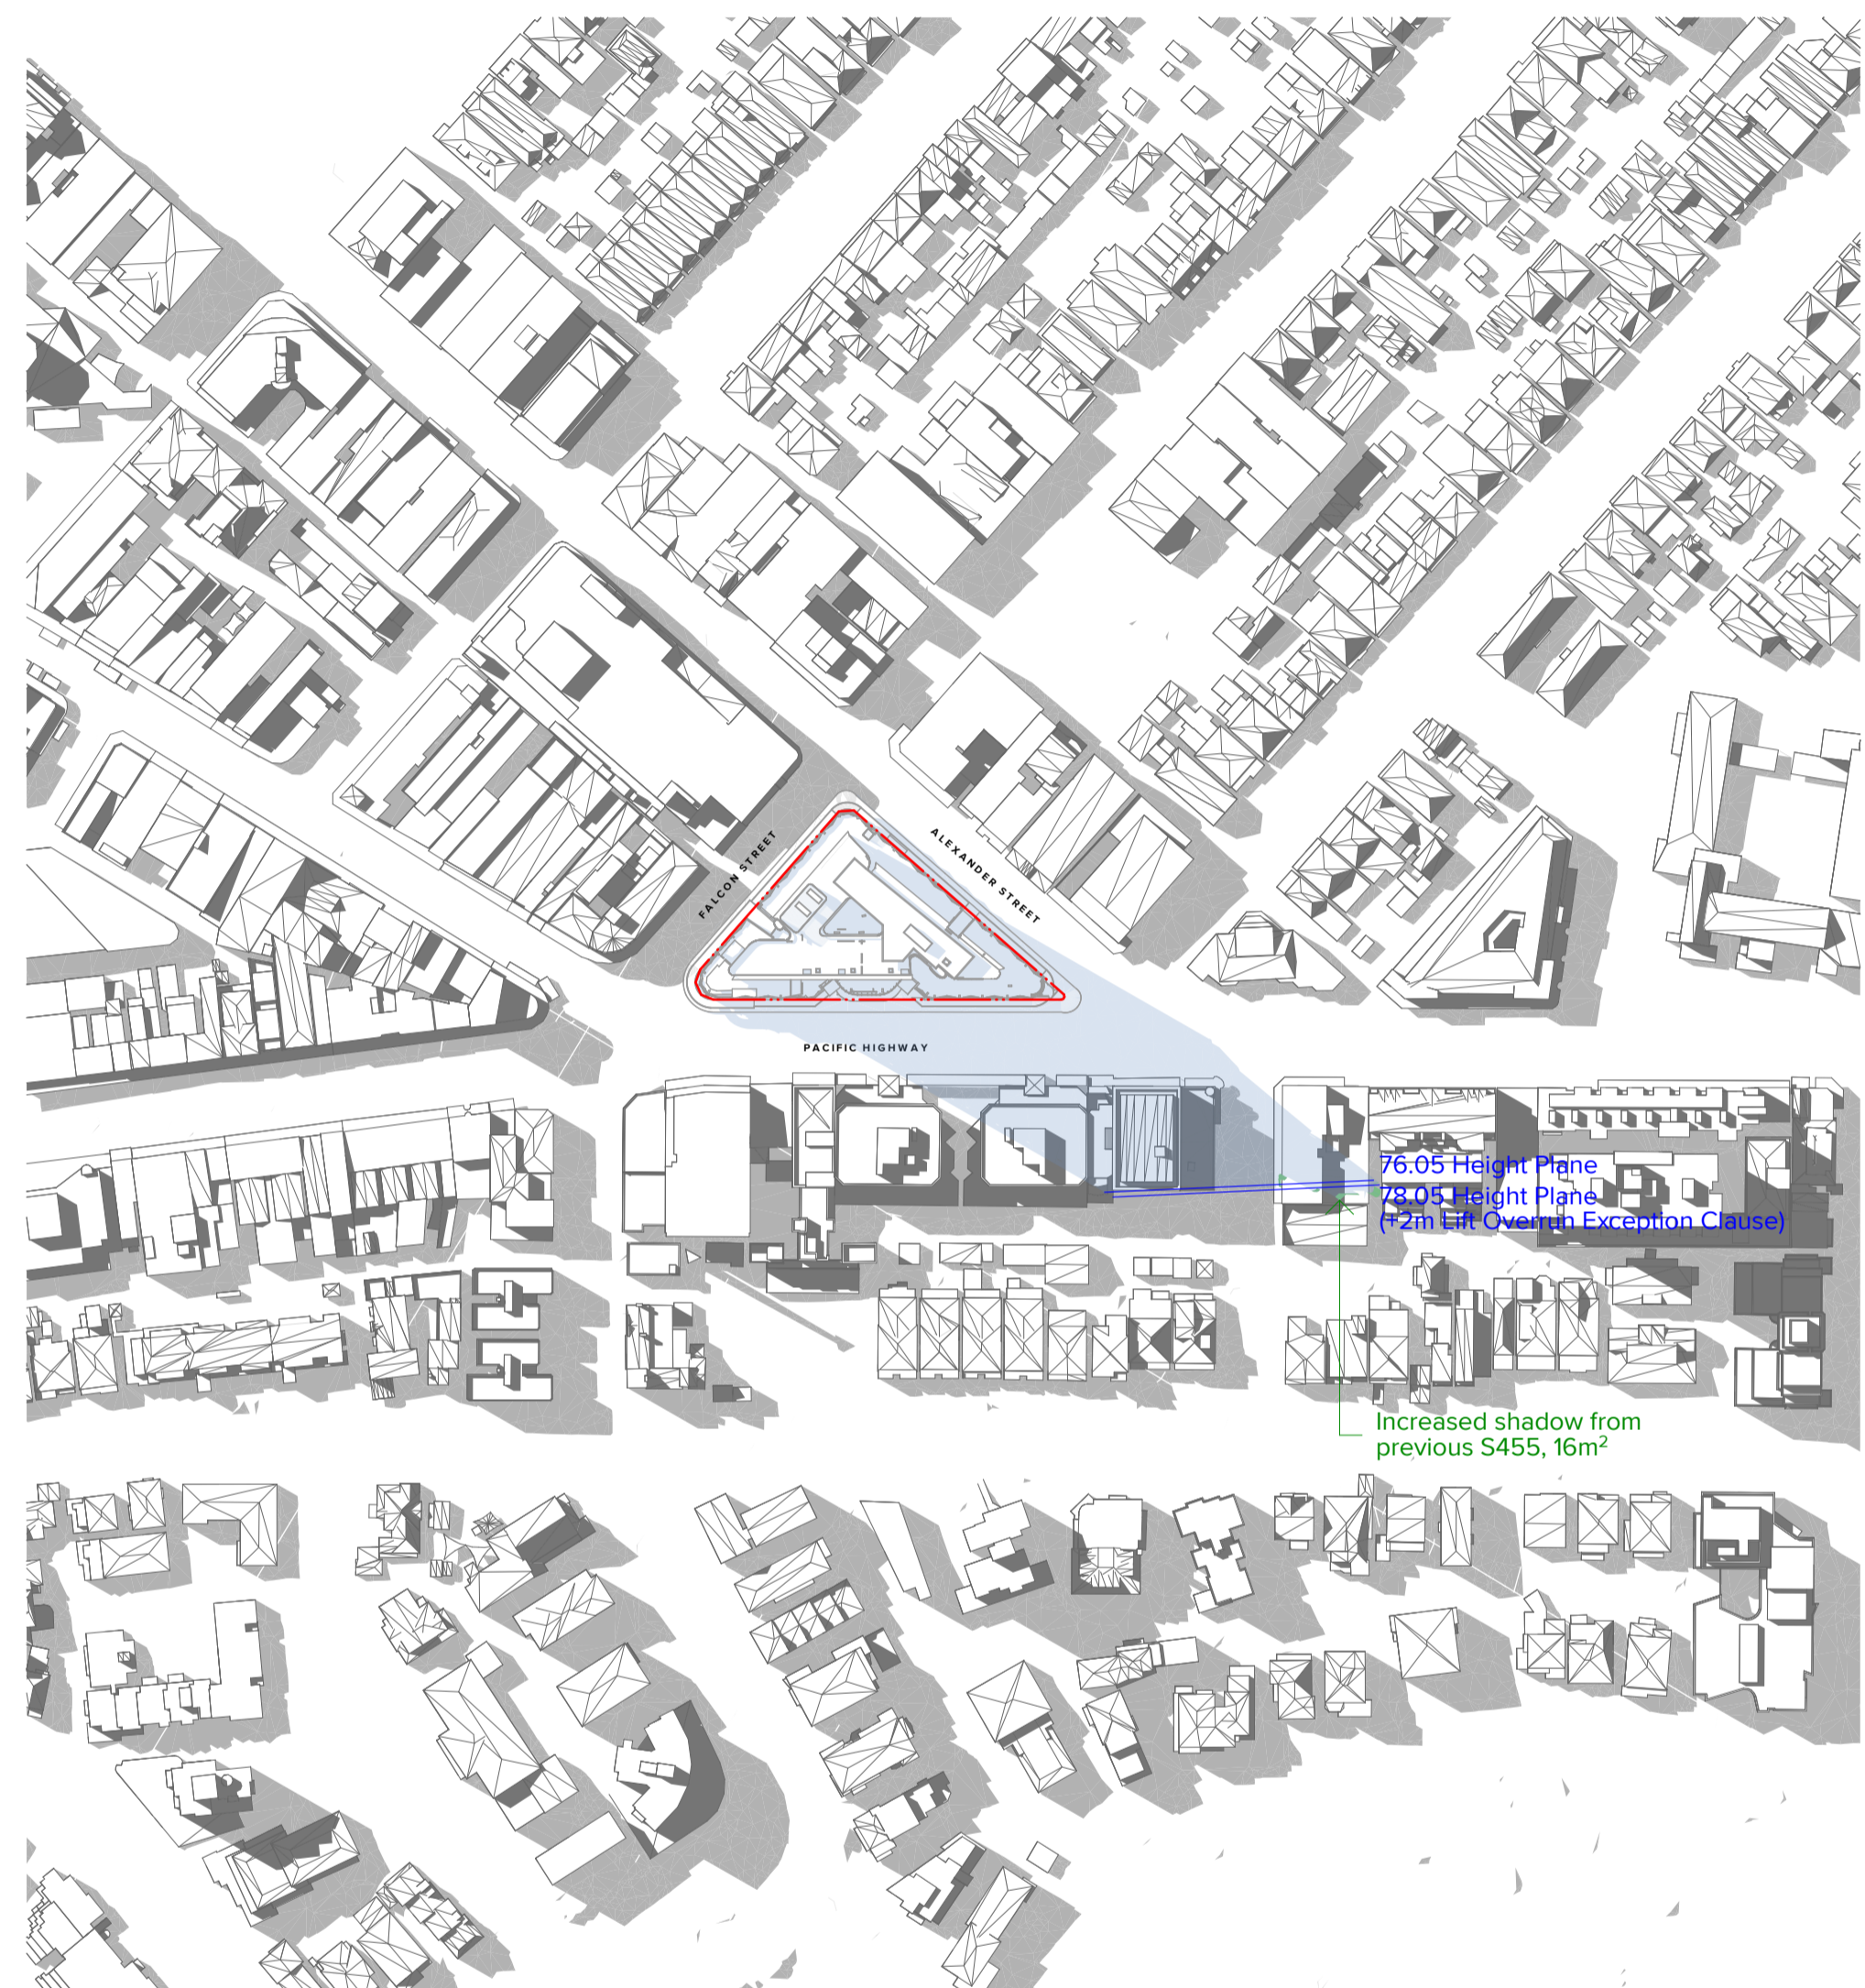 FALCON STREET
ALEXANDER STREET
PACIFIC HIGHWAY
76.05 Height Plane
78.05 Height Plane
(+2m Lift Overrun Exception Clause)
Increased shadow from
previous S455, 16m²